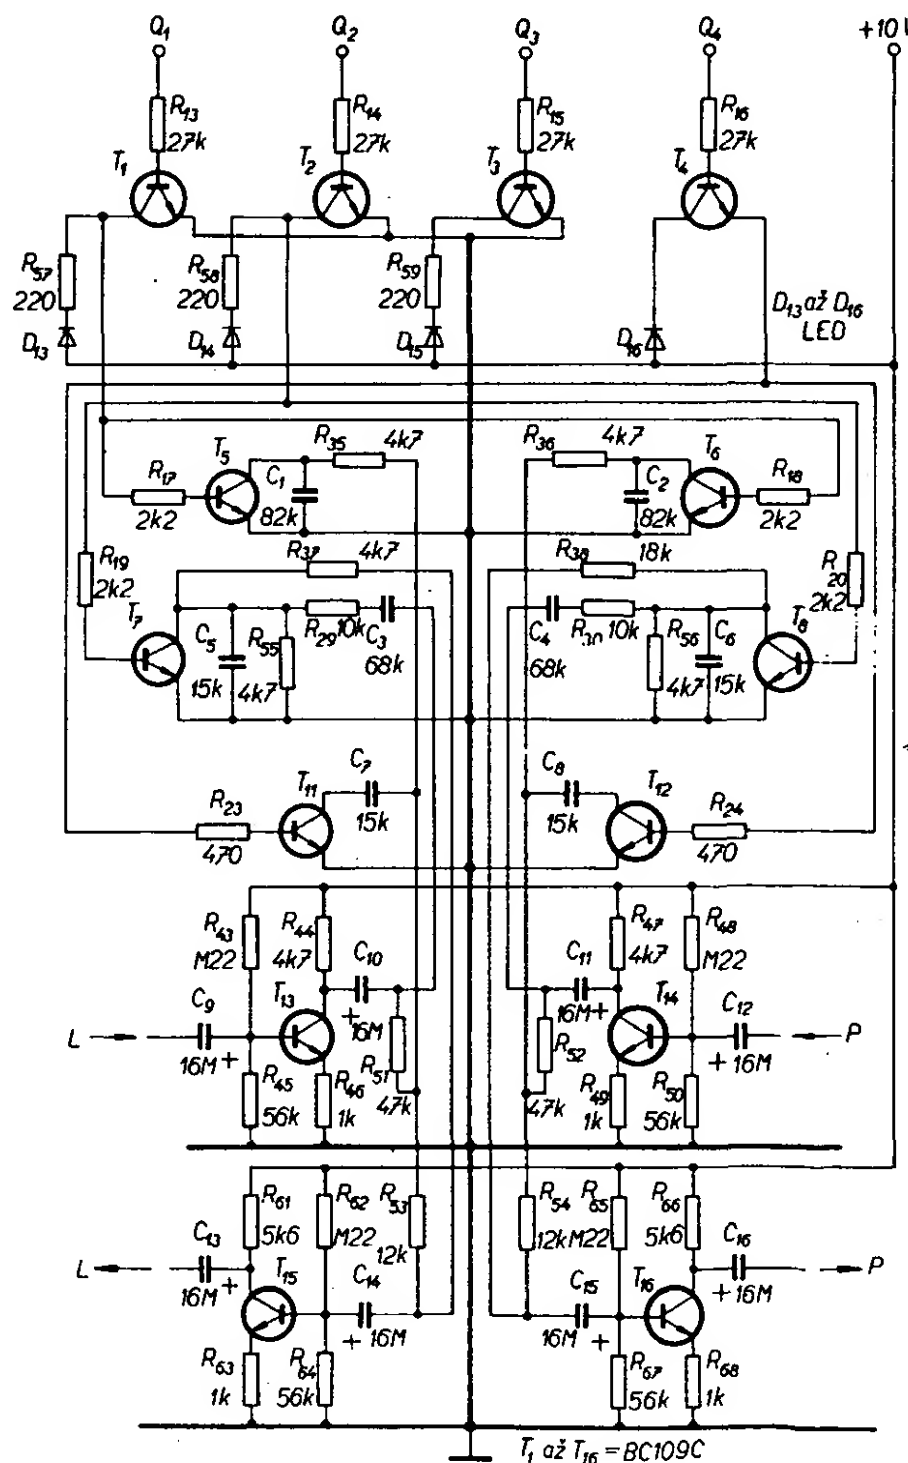 Q1 Q2 Q3 Q4
R13 R14 R15 R16
27k 27k 27k 27k
T1 T2 T3 T4
R57 R58 R59
220 220 220
D13 až D16
LED
D13 D14 D15 D16
T5 R35 4k7 R36 4k7 T6
R17 C1 C2 R18
2k2 82k 82k 2k2
R37 4k7 R38 18k
R19 R20
2k2 2k2
T7 C5 R55 R29 10k C3 C4 R30 10k R56 C6 T8
15k 4k7 68k 68k 4k7 15k
T11 C7 C8 T12
R23 15k 15k R24
470 470
R43 R44 R47 R48
M22 4k7 C10 C11 4k7 M22
C9 T13 T14 C12
L + 16M 16M + P
16M + R51 R52 + 16M
R45 R46 R49 R50
56k 1k 47k 47k 1k 56k
R61 R62 R53 R54 R65 R66
5k6 M22 12k 12k M22 5k6
C13 C16
L T15 C14 C15 T16 P
16M + + 16M
+ 16M 16M +
R63 R64 R67 R68
1k 56k 56k 1k
T1 až T16 = BC109C